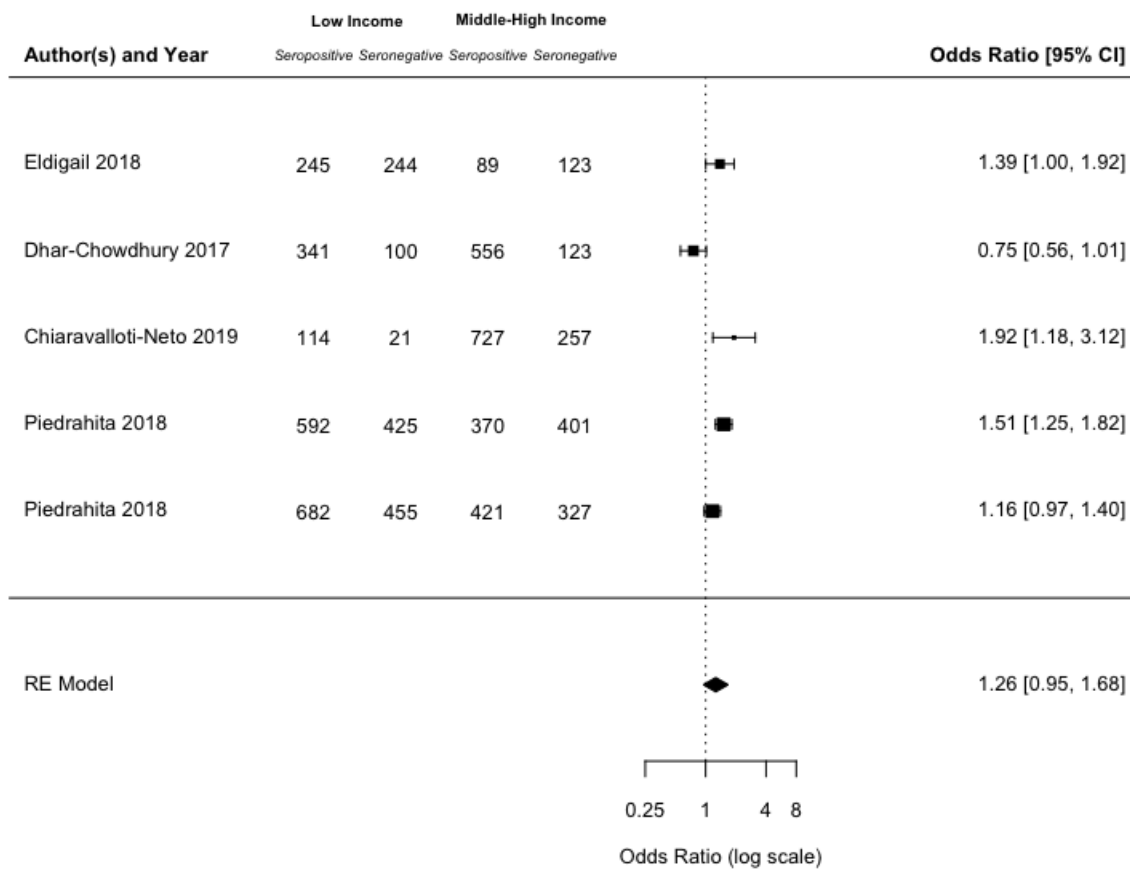 Low Income Middle-High Income
Author(s) and Year Seropositive Seronegative Seropositive Seronegative Odds Ratio [95% CI]
Eldigail 2018 245 244 89 123 1.39 [1.00, 1.92]
Dhar-Chowdhury 2017 341 100 556 123 0.75 [0.56, 1.01]
Chiaravalloti-Neto 2019 114 21 727 257 1.92 [1.18, 3.12]
Piedrahita 2018 592 425 370 401 1.51 [1.25, 1.82]
Piedrahita 2018 682 455 421 327 1.16 [0.97, 1.40]
RE Model 1.26 [0.95, 1.68]
0.25 1 4 8
Odds Ratio (log scale)